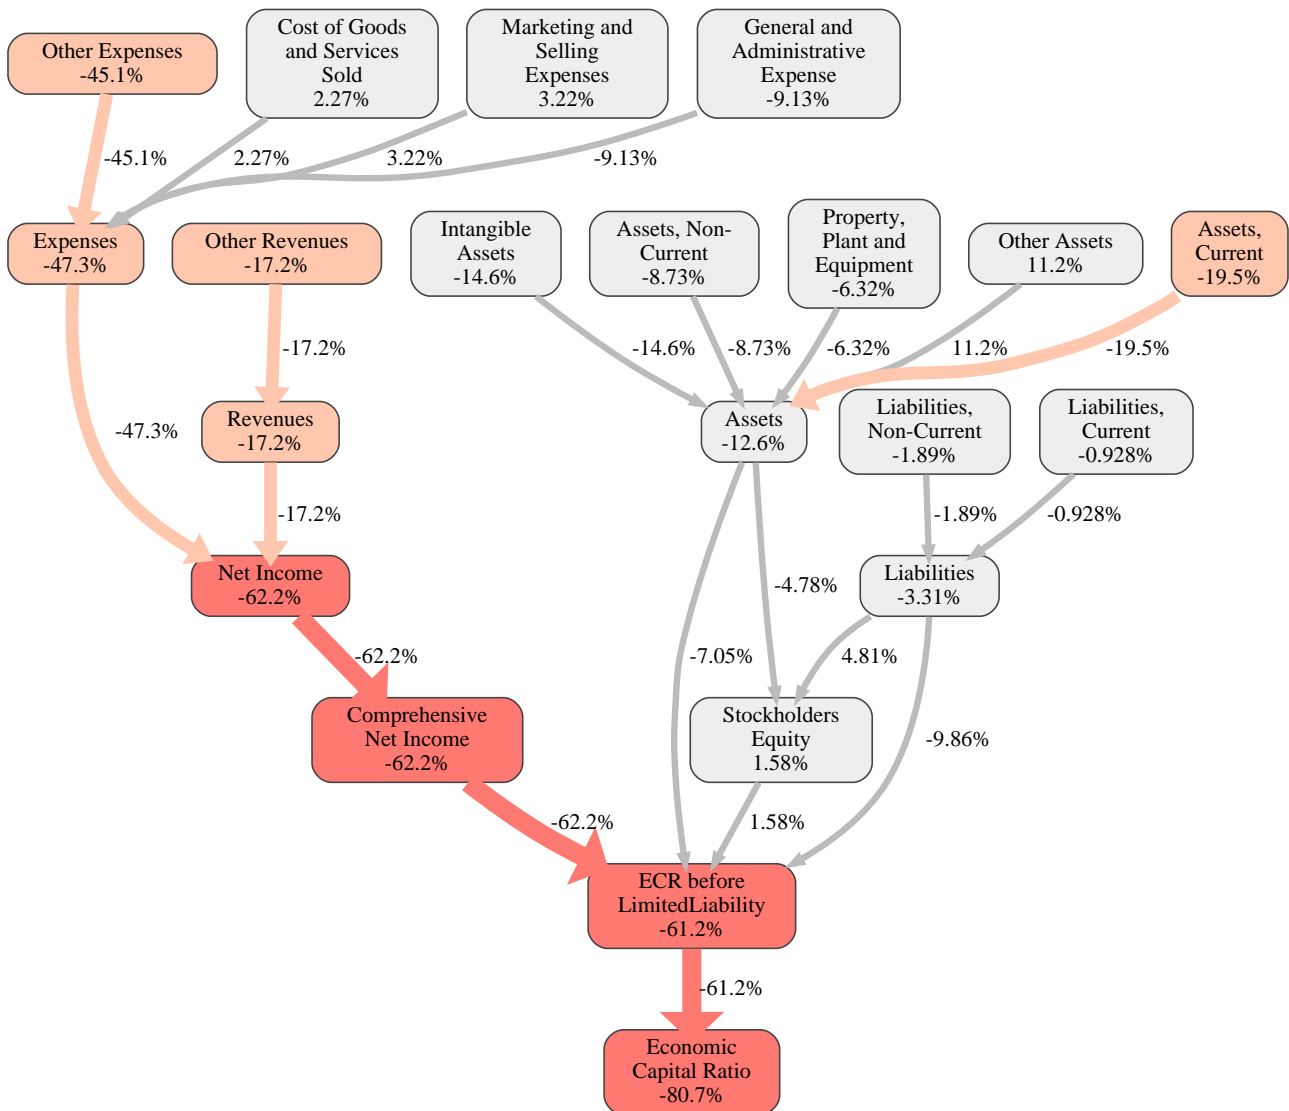 Other Expenses
-45.1%
Cost of Goods
and Services
Sold
2.27%
Marketing and
Selling
Expenses
3.22%
General and
Administrative
Expense
-9.13%
-45.1%
2.27%
3.22%
-9.13%
Expenses
-47.3%
Other Revenues
-17.2%
Intangible
Assets
-14.6%
Assets, Non-
Current
-8.73%
Property,
Plant and
Equipment
-6.32%
Other Assets
11.2%
Assets,
Current
-19.5%
-17.2%
-14.6%
-8.73%
-6.32%
11.2%
-19.5%
-47.3%
Revenues
-17.2%
Assets
-12.6%
Liabilities,
Non-Current
-1.89%
Liabilities,
Current
-0.928%
-17.2%
-1.89%
-0.928%
Net Income
-62.2%
-4.78%
Liabilities
-3.31%
-62.2%
-7.05%
4.81%
Comprehensive
Net Income
-62.2%
Stockholders
Equity
1.58%
-9.86%
-62.2%
1.58%
ECR before
LimitedLiability
-61.2%
-61.2%
Economic
Capital Ratio
-80.7%